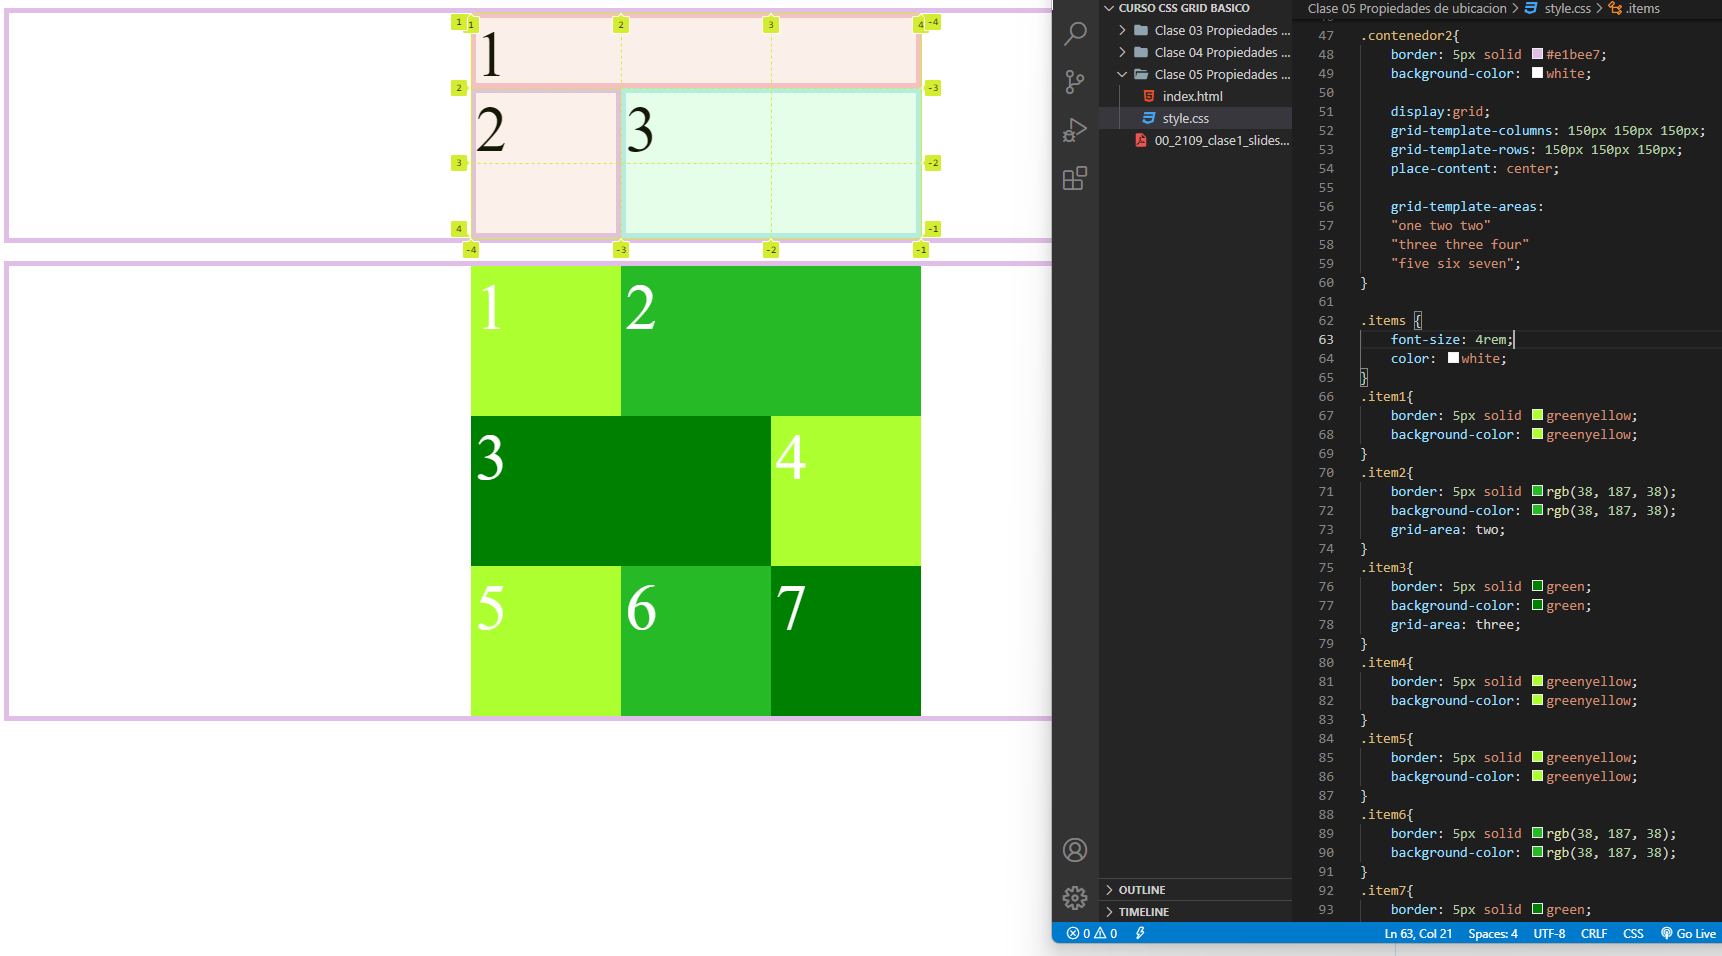 1 1 2 3 4 -4
1
2 -3
2 3
3 -2
4 -1
-4 -3 -2 -1
1 2
3 4
5 6 7
CURSO CSS GRID BASICO
Clase 03 Propiedades ...
Clase 04 Propiedades ...
Clase 05 Propiedades ...
index.html
style.css
00_2109_clase1_slides...
OUTLINE
TIMELINE
Clase 05 Propiedades de ubicacion > style.css > .items
47 .contenedor2{
48 border: 5px solid #e1bee7;
49 background-color: white;
50
51 display:grid;
52 grid-template-columns: 150px 150px 150px;
53 grid-template-rows: 150px 150px 150px;
54 place-content: center;
55
56 grid-template-areas:
57 "one two two"
58 "three three four"
59 "five six seven";
60 }
61
62 .items {
63 font-size: 4rem;
64 color: white;
65 }
66 .item1{
67 border: 5px solid greenyellow;
68 background-color: greenyellow;
69 }
70 .item2{
71 border: 5px solid rgb(38, 187, 38);
72 background-color: rgb(38, 187, 38);
73 grid-area: two;
74 }
75 .item3{
76 border: 5px solid green;
77 background-color: green;
78 grid-area: three;
79 }
80 .item4{
81 border: 5px solid greenyellow;
82 background-color: greenyellow;
83 }
84 .item5{
85 border: 5px solid greenyellow;
86 background-color: greenyellow;
87 }
88 .item6{
89 border: 5px solid rgb(38, 187, 38);
90 background-color: rgb(38, 187, 38);
91 }
92 .item7{
93 border: 5px solid green;
0 0 Ln 63, Col 21 Spaces: 4 UTF-8 CRLF CSS Go Live